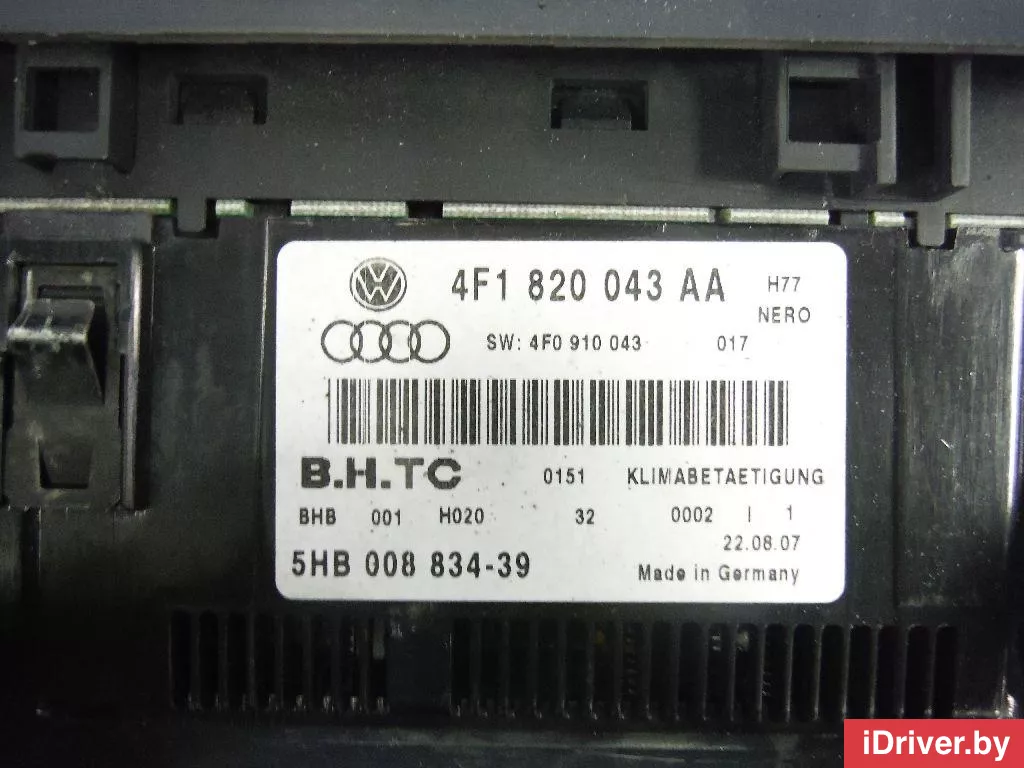 4F1 820 043 AA H77
NERO
SW: 4F0 910 043 017
B.H.TC 0151 KLIMABETAETIGUNG
BHB 001 H020 32 0002 | 1
22.08.07
5HB 008 834-39 Made in Germany
iDriver.by